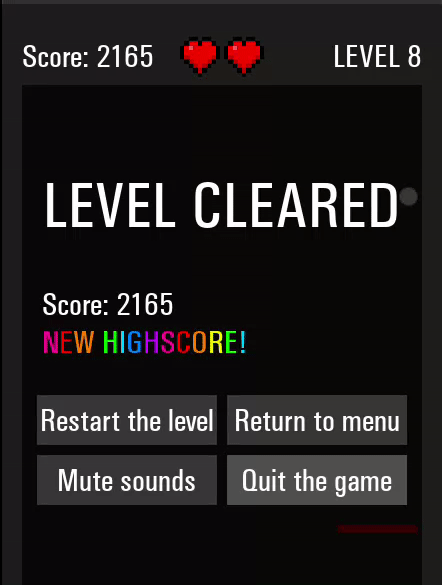 Score: 2165 LEVEL 8
LEVEL CLEARED
Score: 2165
NEW HIGHSCORE!
Restart the level Return to menu
Mute sounds Quit the game